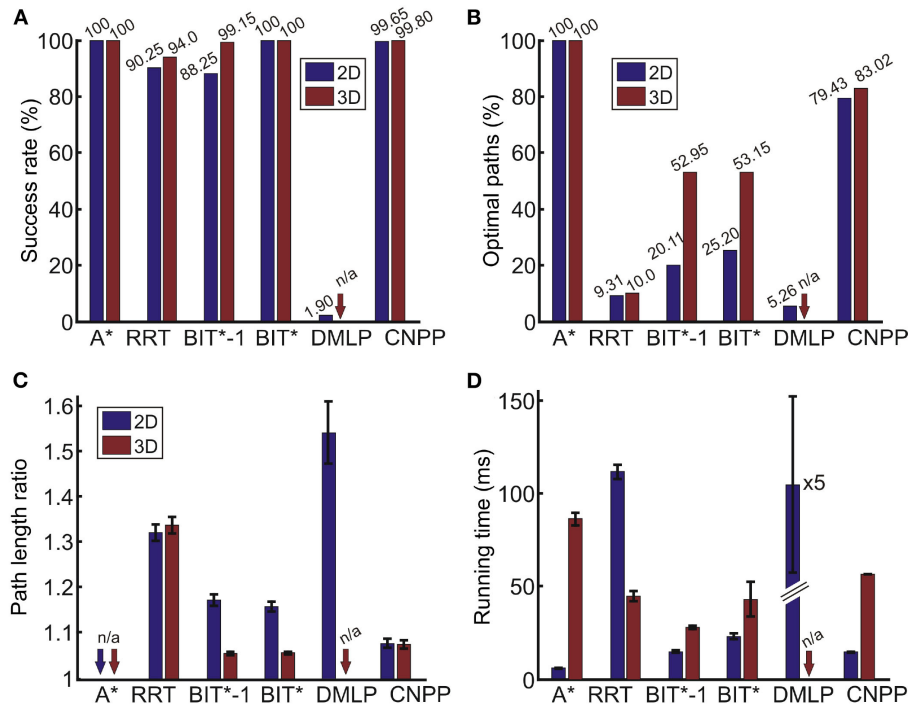 A
Success rate (%)
100
80
60
40
20
0
100
100
90.25
94.0
88.25
99.15
100
100
1.90
n/a
99.65
99.80
2D
3D
A* RRT BIT*-1 BIT* DMLP CNPP
B
Optimal paths (%)
100
80
60
40
20
0
100
100
9.31
10.0
20.11
52.95
25.20
53.15
5.26
n/a
79.43
83.02
2D
3D
A* RRT BIT*-1 BIT* DMLP CNPP
C
Path length ratio
1.6
1.5
1.4
1.3
1.2
1.1
1
2D
3D
n/a
n/a
A* RRT BIT*-1 BIT* DMLP CNPP
D
Running time (ms)
150
100
50
0
x5
n/a
A* RRT BIT*-1 BIT* DMLP CNPP